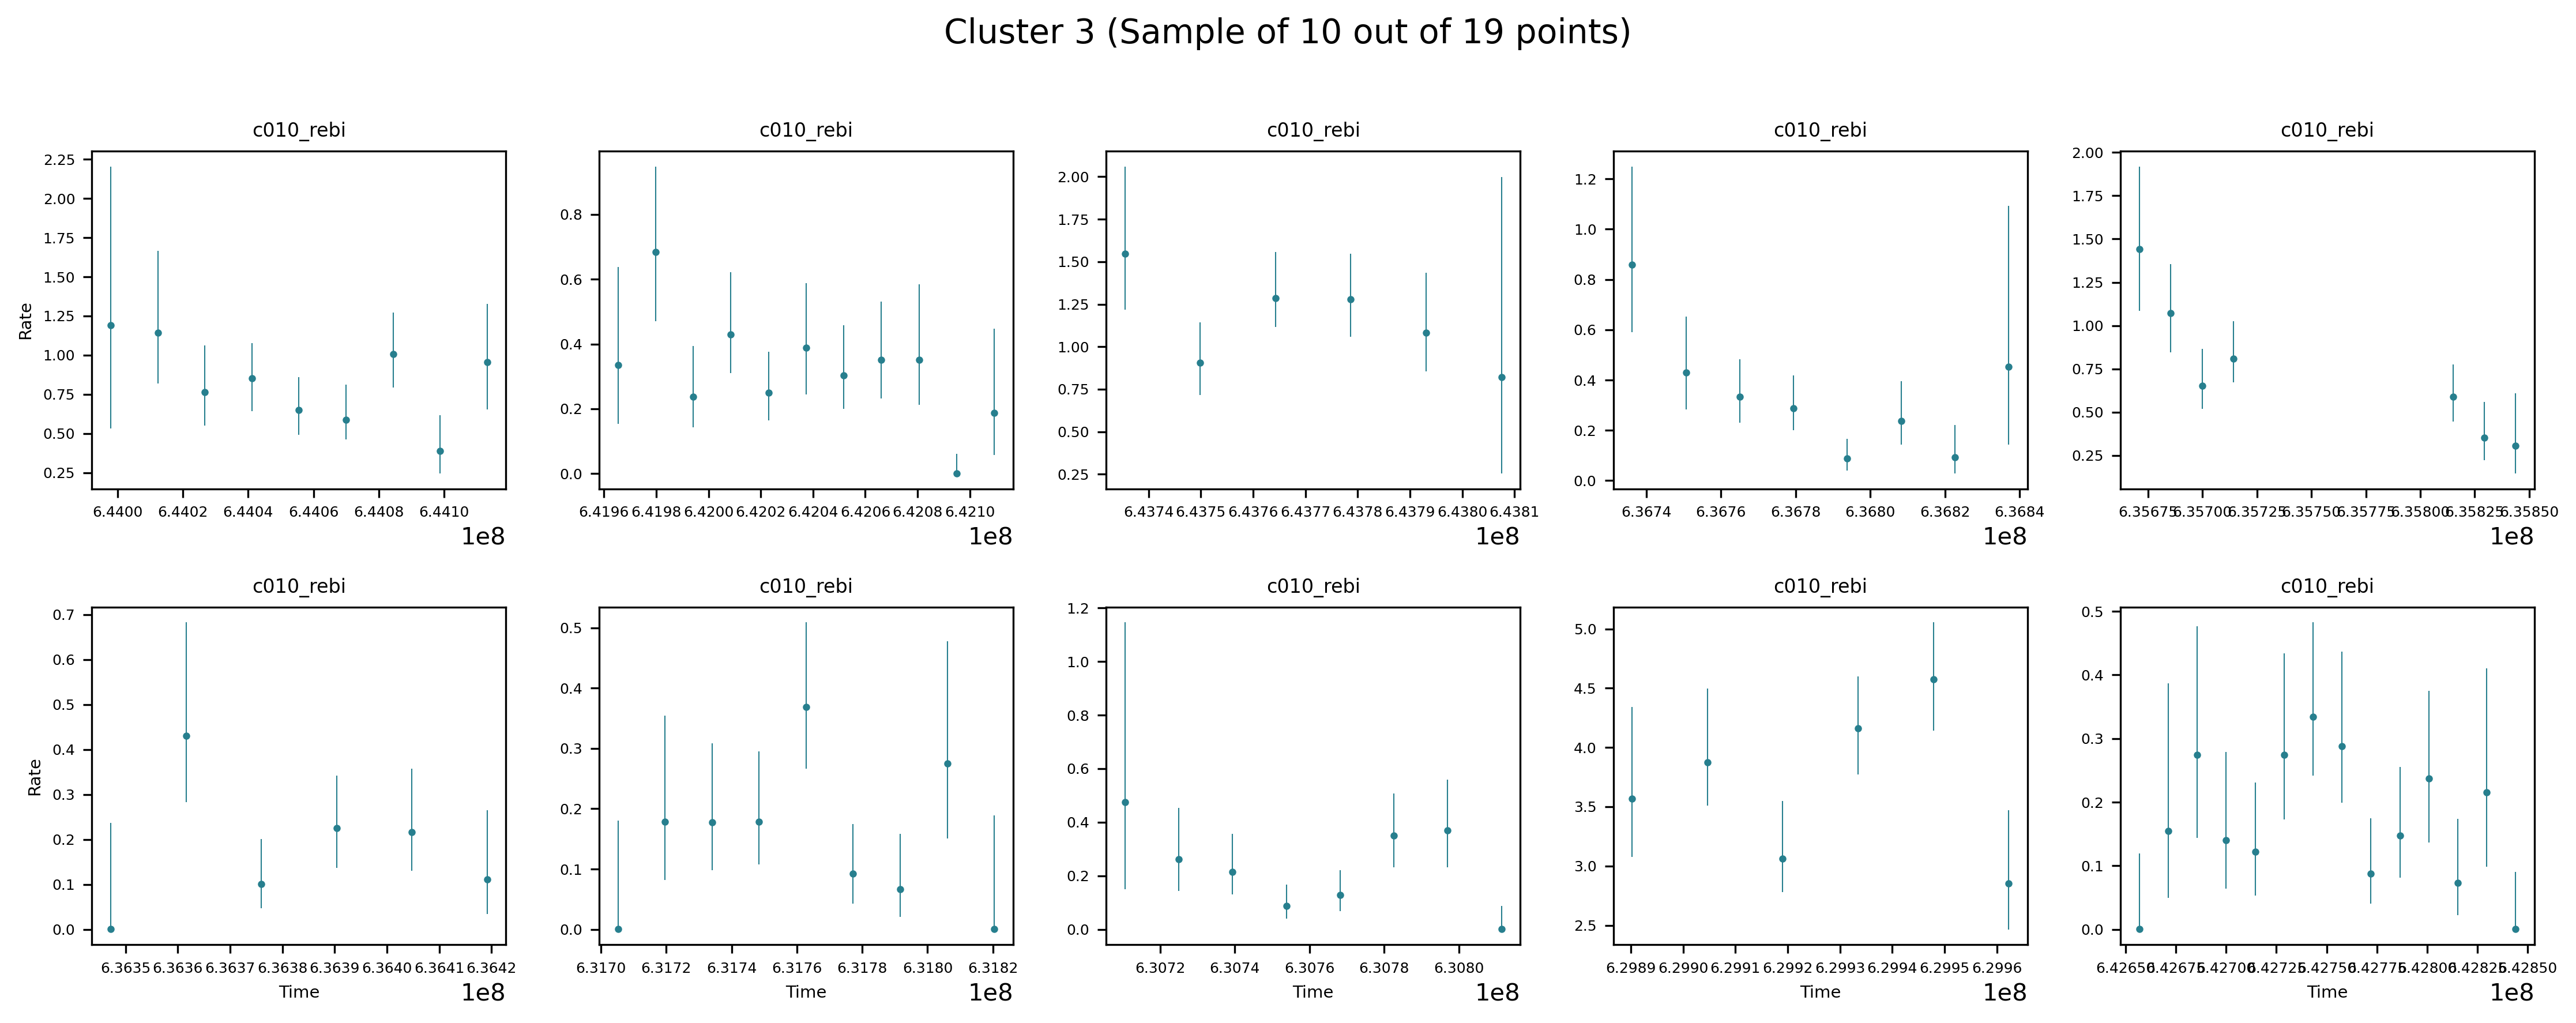 Cluster 3 (Sample of 10 out of 19 points)
c010_rebi
Rate
2.25
2.00
1.75
1.50
1.25
1.00
0.75
0.50
0.25
6.4400 6.4402 6.4404 6.4406 6.4408 6.4410
1e8
c010_rebi
0.8
0.6
0.4
0.2
0.0
6.4196 6.4198 6.4200 6.4202 6.4204 6.4206 6.4208 6.4210
1e8
c010_rebi
2.00
1.75
1.50
1.25
1.00
0.75
0.50
0.25
6.4374 6.4375 6.4376 6.4377 6.4378 6.4379 6.4380 6.4381
1e8
c010_rebi
1.2
1.0
0.8
0.6
0.4
0.2
0.0
6.3674 6.3676 6.3678 6.3680 6.3682 6.3684
1e8
c010_rebi
2.00
1.75
1.50
1.25
1.00
0.75
0.50
0.25
6.35675 6.35700 6.35725 6.35750 6.35775 6.35800 6.35825 6.35850
1e8
c010_rebi
Rate
0.7
0.6
0.5
0.4
0.3
0.2
0.1
0.0
6.3635 6.3636 6.3637 6.3638 6.3639 6.3640 6.3641 6.3642
Time
1e8
c010_rebi
0.5
0.4
0.3
0.2
0.1
0.0
6.3170 6.3172 6.3174 6.3176 6.3178 6.3180 6.3182
Time
1e8
c010_rebi
1.2
1.0
0.8
0.6
0.4
0.2
0.0
6.3072 6.3074 6.3076 6.3078 6.3080
Time
1e8
c010_rebi
5.0
4.5
4.0
3.5
3.0
2.5
6.2989 6.2990 6.2991 6.2992 6.2993 6.2994 6.2995 6.2996
Time
1e8
c010_rebi
0.5
0.4
0.3
0.2
0.1
0.0
6.42650 6.42675 6.42700 6.42725 6.42750 6.42775 6.42800 6.42825 6.42850
Time
1e8